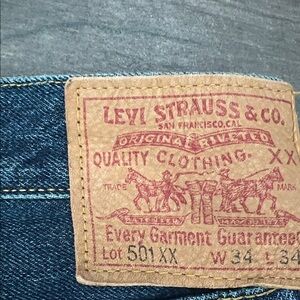 LEVI STRAUSS & CO.
SAN FRANCISCO, CAL
ORIGINAL RIVETED
QUALITY CLOTHING. XX
TRADE MARK
Every Garment Guarantee
Lot 501XX W 34 L 34